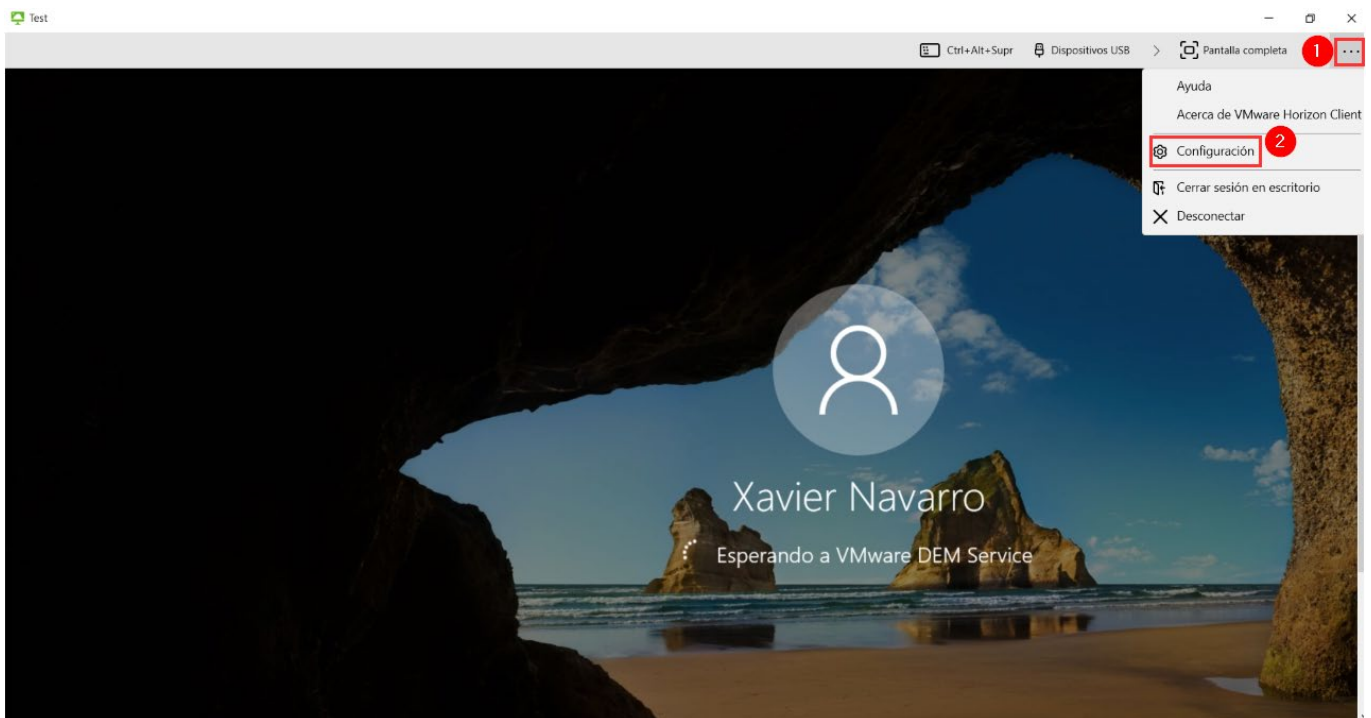 Test
Ctrl+Alt+Supr Dispositivos USB Pantalla completa 1 ...
Ayuda
Acerca de VMware Horizon Client
Configuración 2
Cerrar sesión en escritorio
Desconectar
Xavier Navarro
Esperando a VMware DEM Service